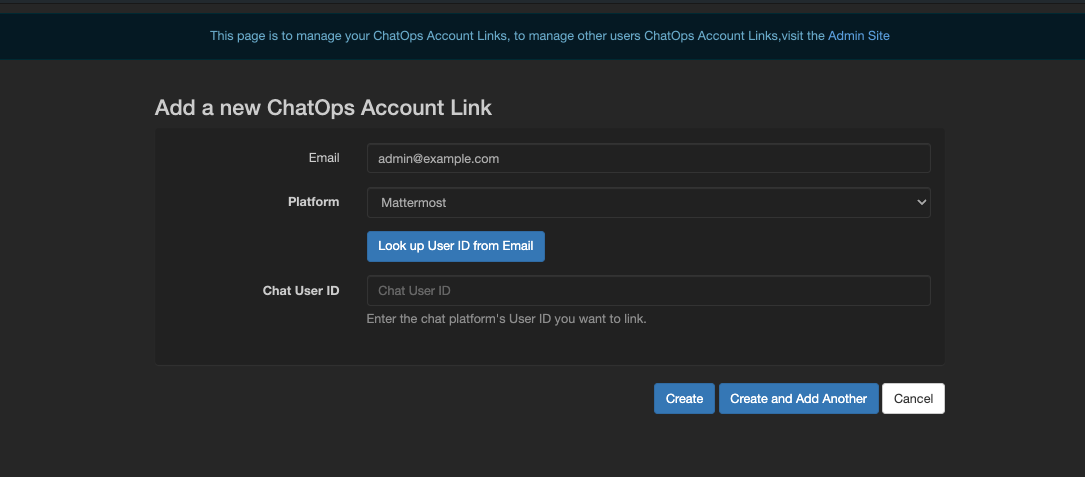 This page is to manage your ChatOps Account Links, to manage other users ChatOps Account Links,visit the Admin Site
Add a new ChatOps Account Link
Email
admin@example.com
Platform
Mattermost
Look up User ID from Email
Chat User ID
Chat User ID
Enter the chat platform's User ID you want to link.
Create
Create and Add Another
Cancel